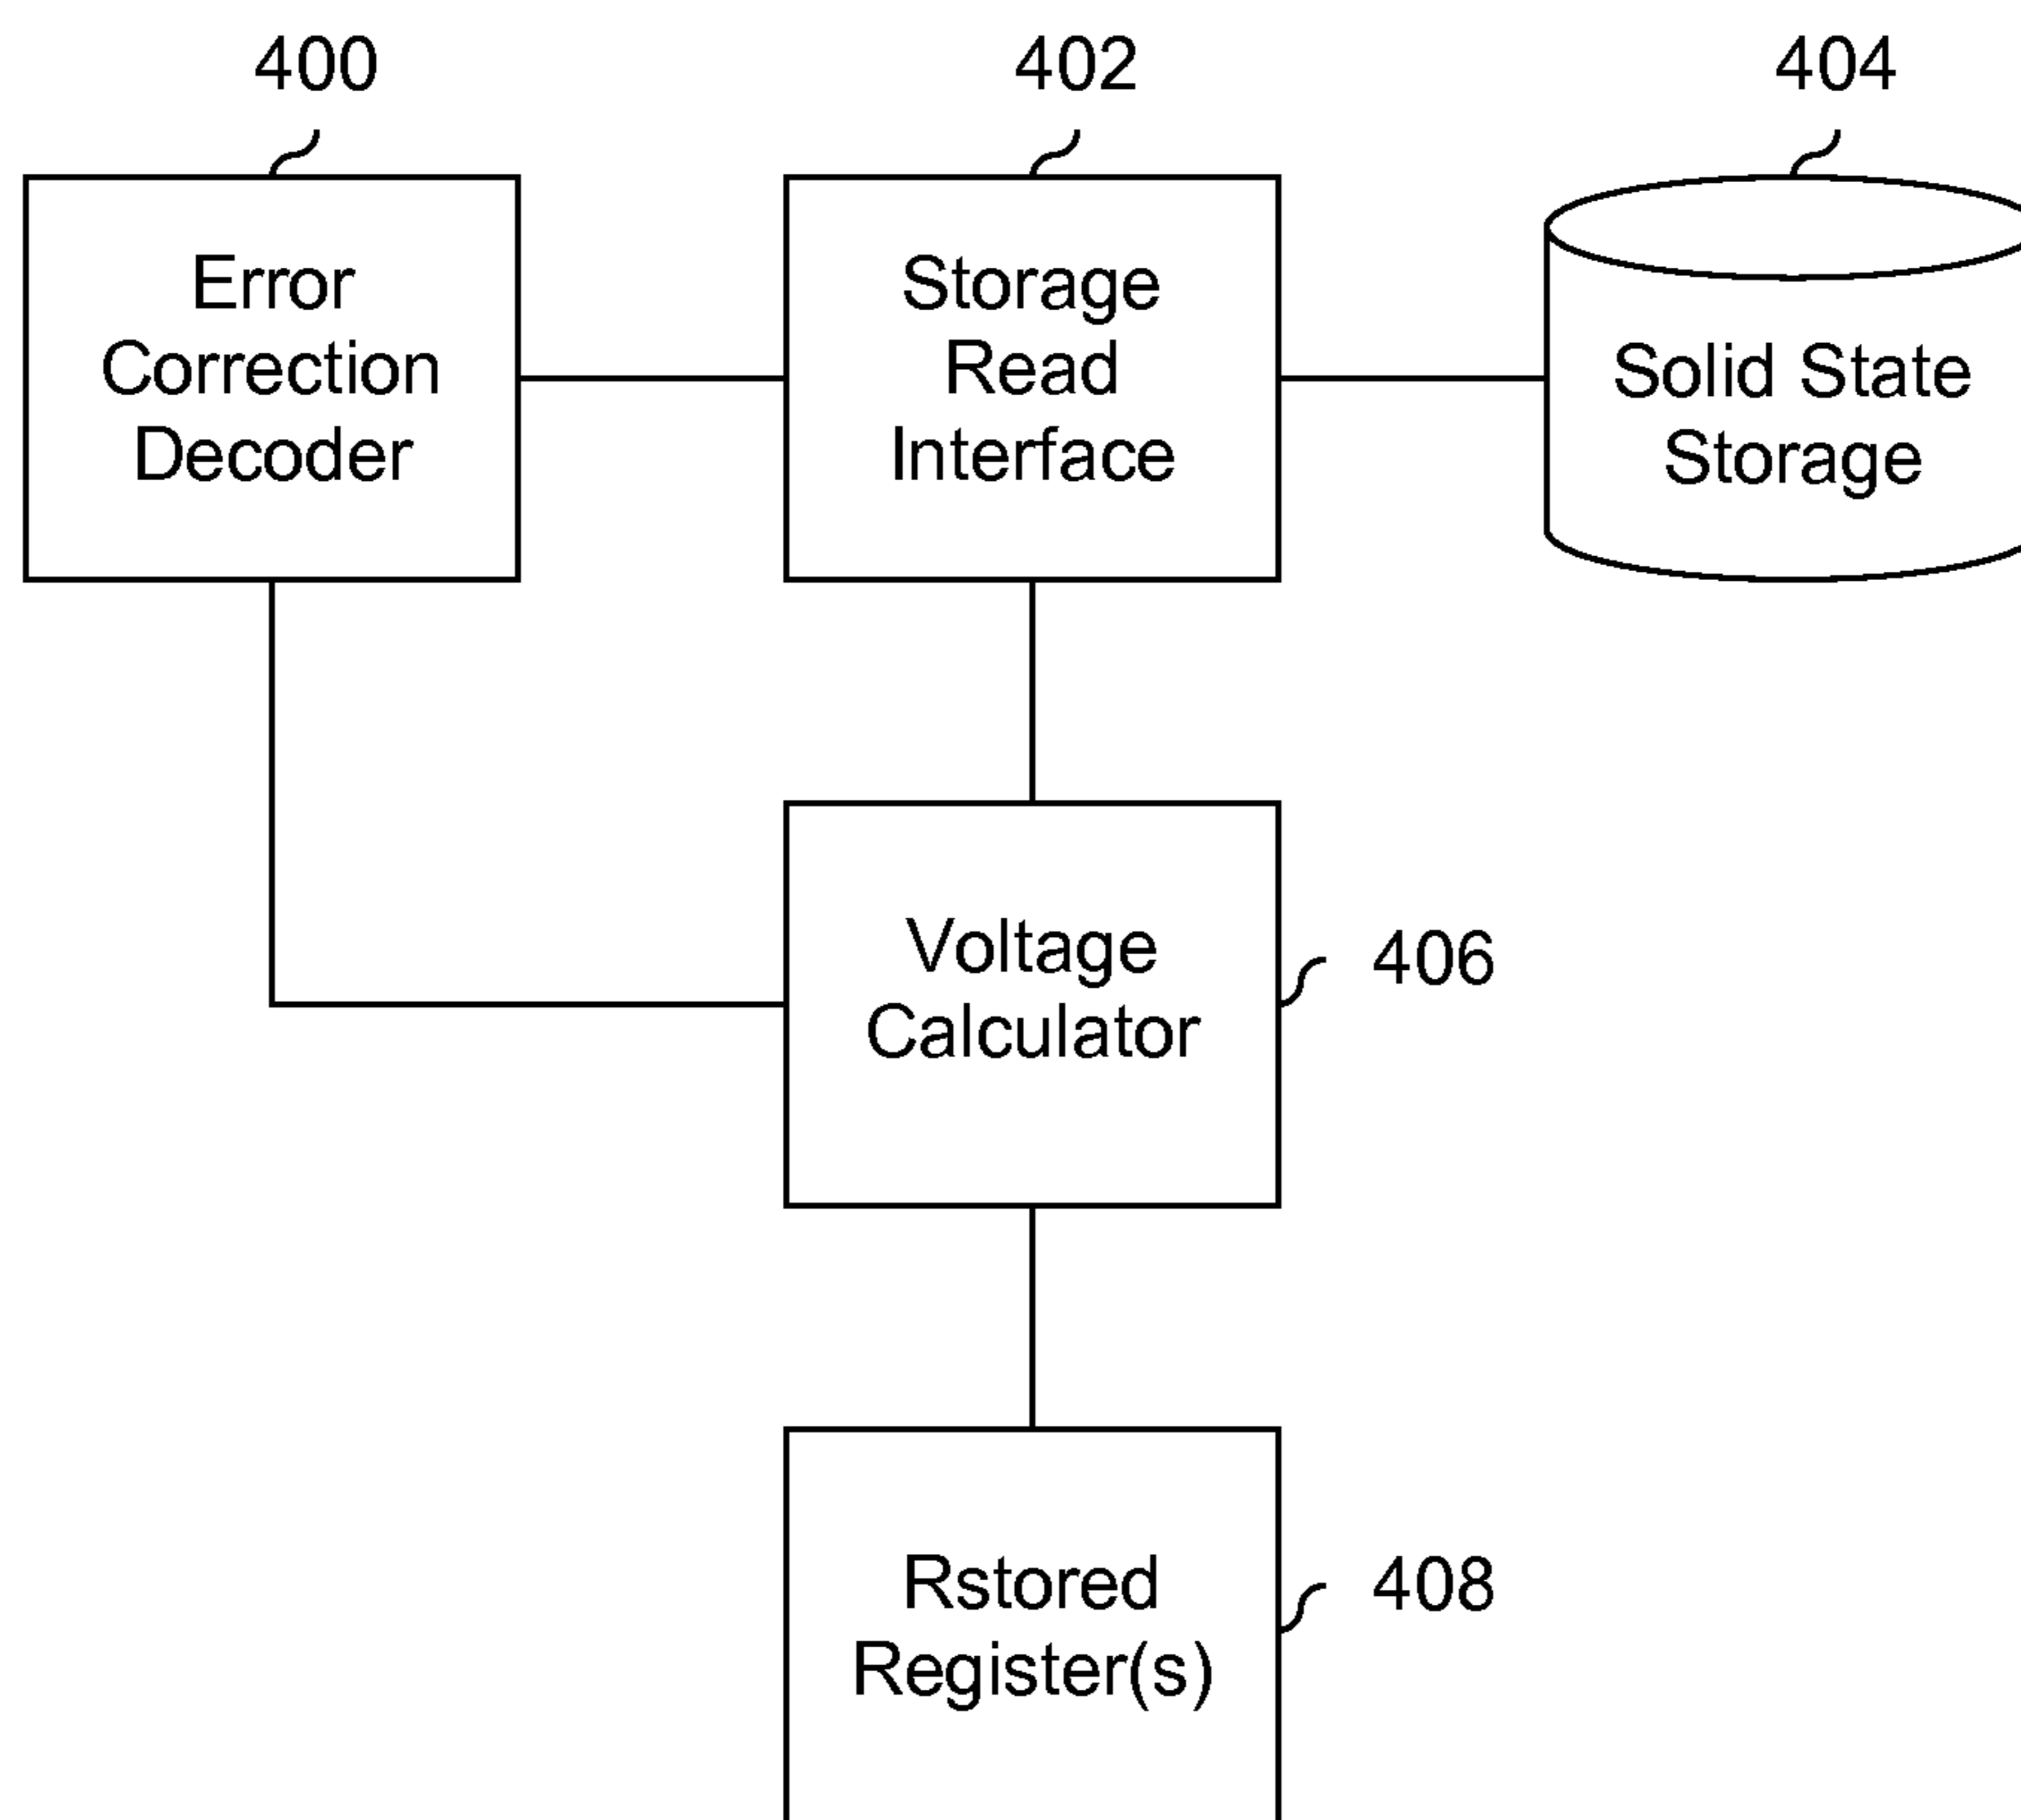 400
402
404
Error
Correction
Decoder
Storage
Read
Interface
Solid State
Storage
Voltage
Calculator
406
Rstored
Register(s)
408